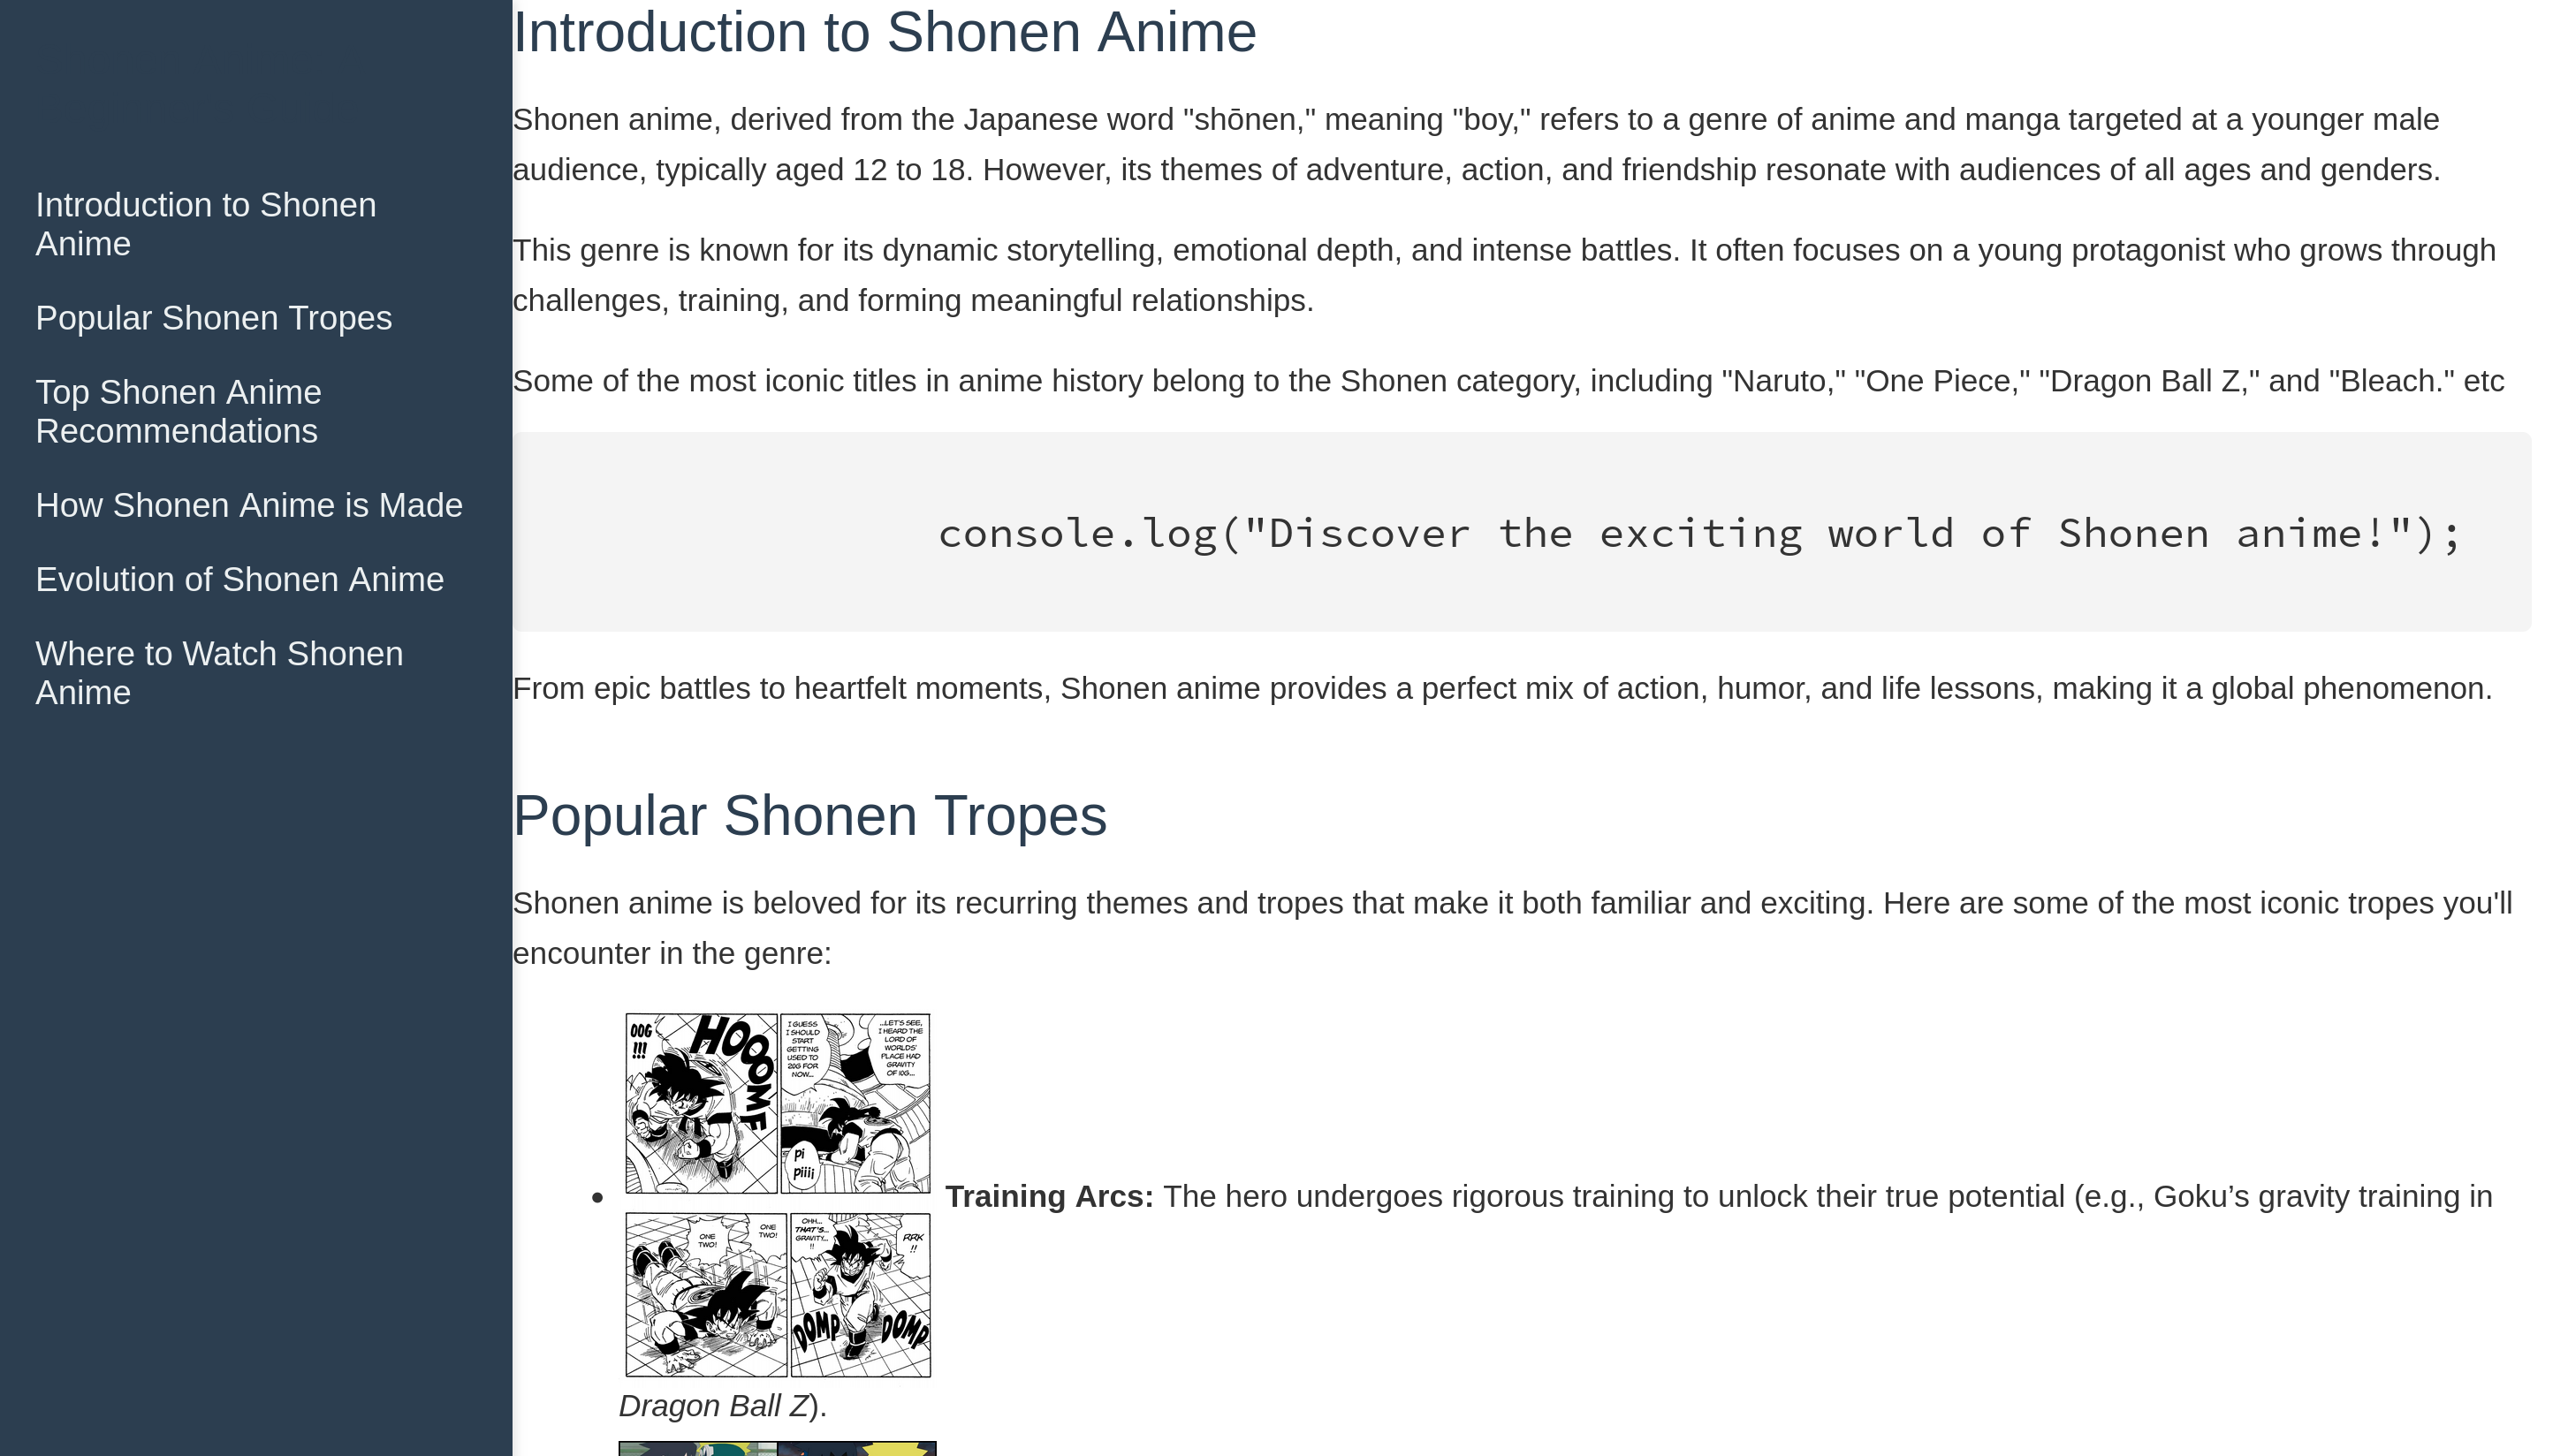 Introduction to Shonen
Anime
Popular Shonen Tropes
Top Shonen Anime
Recommendations
How Shonen Anime is Made
Evolution of Shonen Anime
Where to Watch Shonen
Anime
Introduction to Shonen Anime
Shonen anime, derived from the Japanese word "shōnen," meaning "boy," refers to a genre of anime and manga targeted at a younger male
audience, typically aged 12 to 18. However, its themes of adventure, action, and friendship resonate with audiences of all ages and genders.
This genre is known for its dynamic storytelling, emotional depth, and intense battles. It often focuses on a young protagonist who grows through
challenges, training, and forming meaningful relationships.
Some of the most iconic titles in anime history belong to the Shonen category, including "Naruto," "One Piece," "Dragon Ball Z," and "Bleach." etc
console.log("Discover the exciting world of Shonen anime!");
From epic battles to heartfelt moments, Shonen anime provides a perfect mix of action, humor, and life lessons, making it a global phenomenon.
Popular Shonen Tropes
Shonen anime is beloved for its recurring themes and tropes that make it both familiar and exciting. Here are some of the most iconic tropes you'll
encounter in the genre:
OOG
!!!
HOOOMF
I GUESS
I SHOULD
START
GETTING
USED TO
20G FOR
NOW...
...LET'S SEE,
I HEARD THE
LORD OF
WORLDS'
PLACE HAD
GRAVITY
OF 10G...
pi
piiii
ONE
TWO!
ONE
TWO!
OHH...
THAT'S...
GRAVITY...
!!
RRK
!!
DOMP
DOMP
• Training Arcs: The hero undergoes rigorous training to unlock their true potential (e.g., Goku’s gravity training in
Dragon Ball Z).